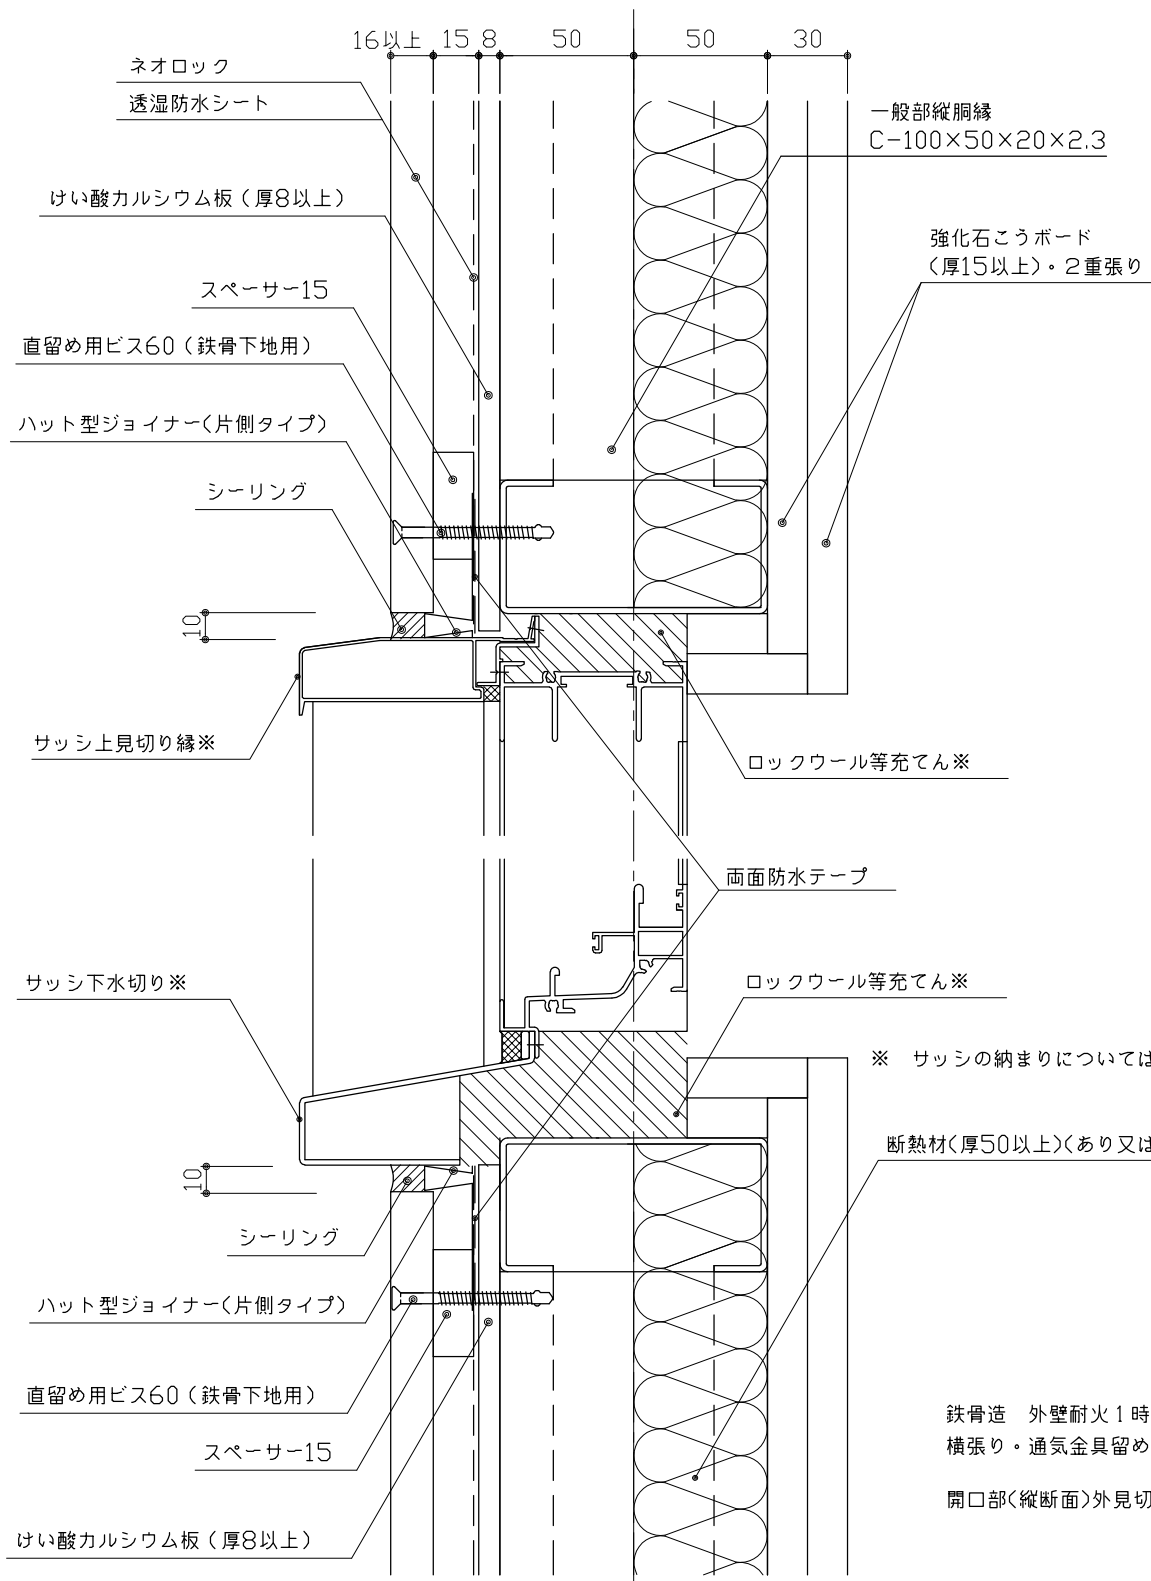 16以上 15 8 50 50 30
ネオロック
透湿防水シート
一般部縦胴縁
C-100×50×20×2.3
けい酸カルシウム板（厚8以上）
強化石こうボード
（厚15以上）・2重張り
スペーサー15
直留め用ビス60（鉄骨下地用）
ハット型ジョイナー(片側タイプ)
シーリング
10
サッシ上見切り縁※
ロックウール等充てん※
両面防水テープ
サッシ下水切り※
ロックウール等充てん※
※　サッシの納まりについては
断熱材(厚50以上)(あり又は
10
シーリング
ハット型ジョイナー(片側タイプ)
直留め用ビス60（鉄骨下地用）
スペーサー15
けい酸カルシウム板（厚8以上）
鉄骨造　外壁耐火1時
横張り・通気金具留め
開口部(縦断面)外見切